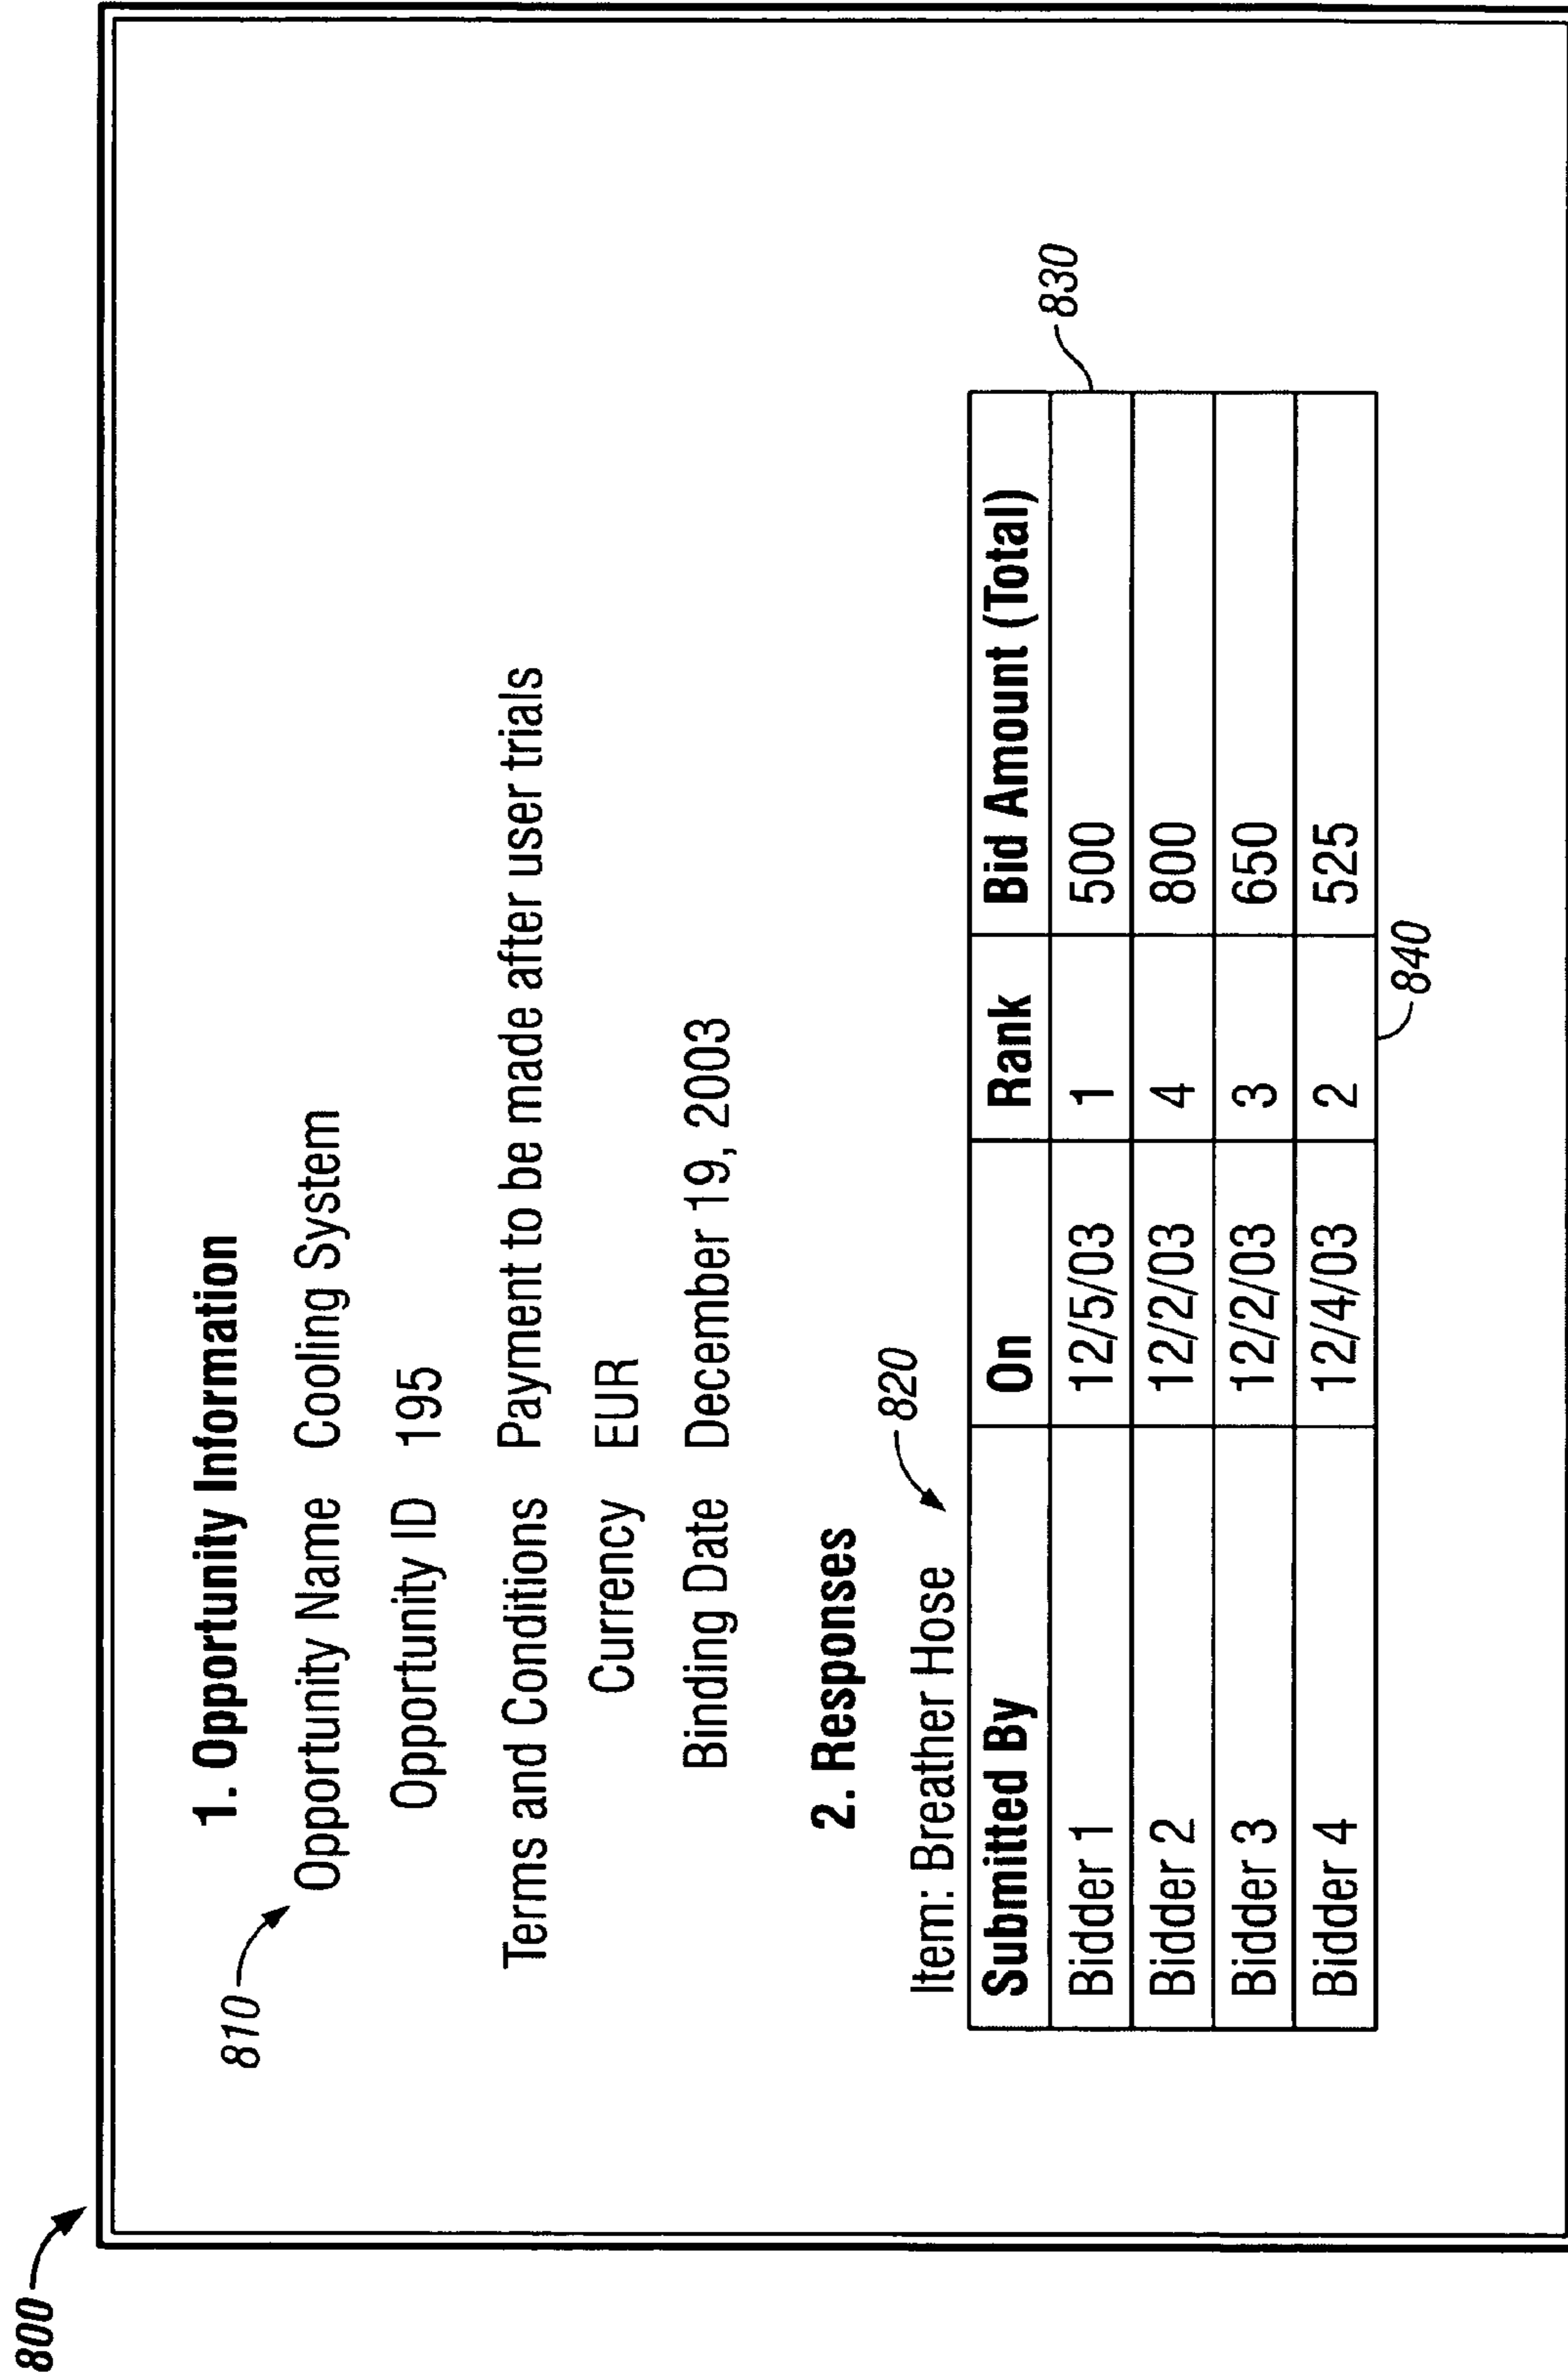 800
1. Opportunity Information
810
Opportunity Name Cooling System
Opportunity ID 195
Terms and Conditions Payment to be made after user trials
Currency EUR
Binding Date December 19, 2003
2. Responses
820
Item: Breather Hose
Submitted By On Rank Bid Amount (Total)
830
Bidder 1 12/5/03 1 500
Bidder 2 12/2/03 4 800
Bidder 3 12/2/03 3 650
Bidder 4 12/4/03 2 525
840